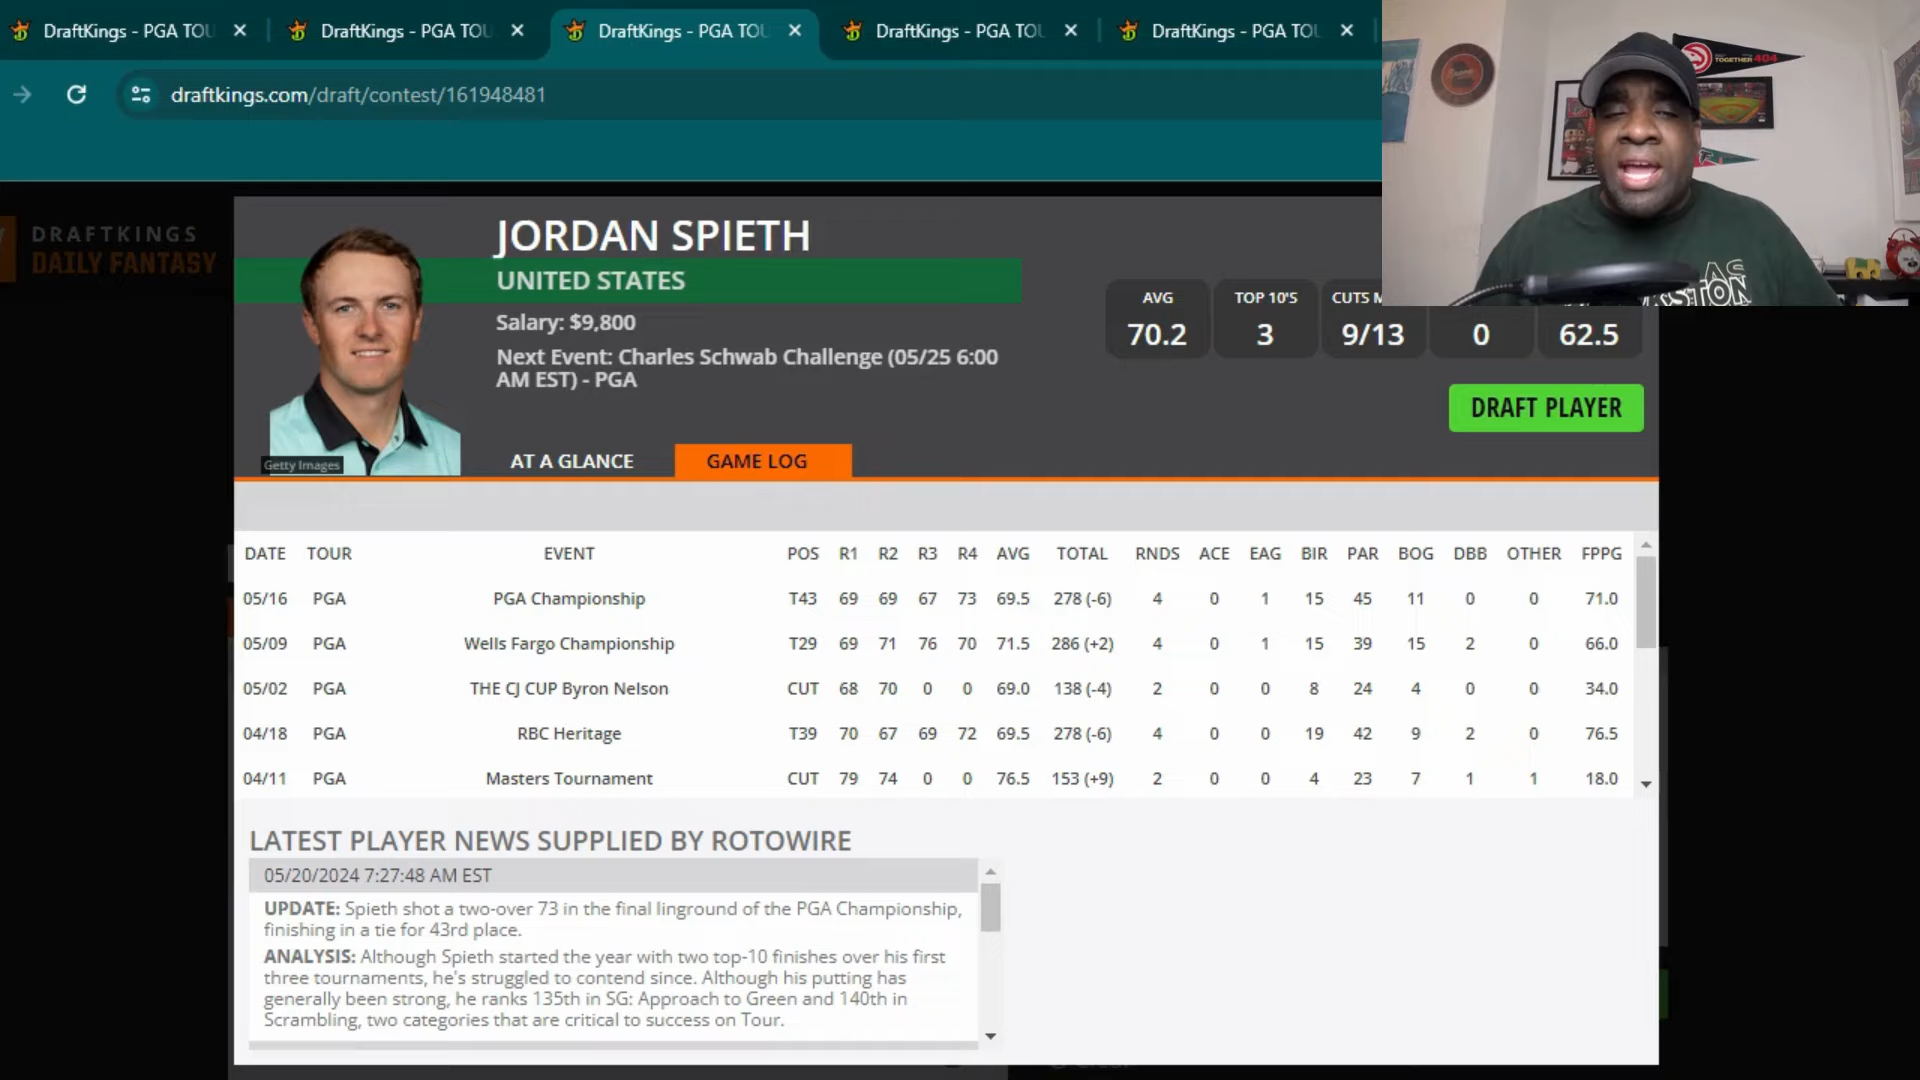 DraftKings - PGA TOU
DraftKings - PGA TOU
DraftKings - PGA TOU
DraftKings - PGA TOU
DraftKings - PGA TOU
draftkings.com/draft/contest/161948481
TOGETHER 404
DRAFTKINGS
DAILY FANTASY
JORDAN SPIETH
UNITED STATES
Salary: $9,800
Next Event: Charles Schwab Challenge (05/25 6:00
AM EST) - PGA
AVG TOP 10'S CUTS M
70.2 3 9/13 0 62.5
DRAFT PLAYER
Getty Images
AT A GLANCE GAME LOG
DATE TOUR EVENT POS R1 R2 R3 R4 AVG TOTAL RNDS ACE EAG BIR PAR BOG DBB OTHER FPPG
05/16 PGA PGA Championship T43 69 69 67 73 69.5 278 (-6) 4 0 1 15 45 11 0 0 71.0
05/09 PGA Wells Fargo Championship T29 69 71 76 70 71.5 286 (+2) 4 0 1 15 39 15 2 0 66.0
05/02 PGA THE CJ CUP Byron Nelson CUT 68 70 0 0 69.0 138 (-4) 2 0 0 8 24 4 0 0 34.0
04/18 PGA RBC Heritage T39 70 67 69 72 69.5 278 (-6) 4 0 0 19 42 9 2 0 76.5
04/11 PGA Masters Tournament CUT 79 74 0 0 76.5 153 (+9) 2 0 0 4 23 7 1 1 18.0
LATEST PLAYER NEWS SUPPLIED BY ROTOWIRE
05/20/2024 7:27:48 AM EST
UPDATE: Spieth shot a two-over 73 in the final linground of the PGA Championship,
finishing in a tie for 43rd place.
ANALYSIS: Although Spieth started the year with two top-10 finishes over his first
three tournaments, he's struggled to contend since. Although his putting has
generally been strong, he ranks 135th in SG: Approach to Green and 140th in
Scrambling, two categories that are critical to success on Tour.